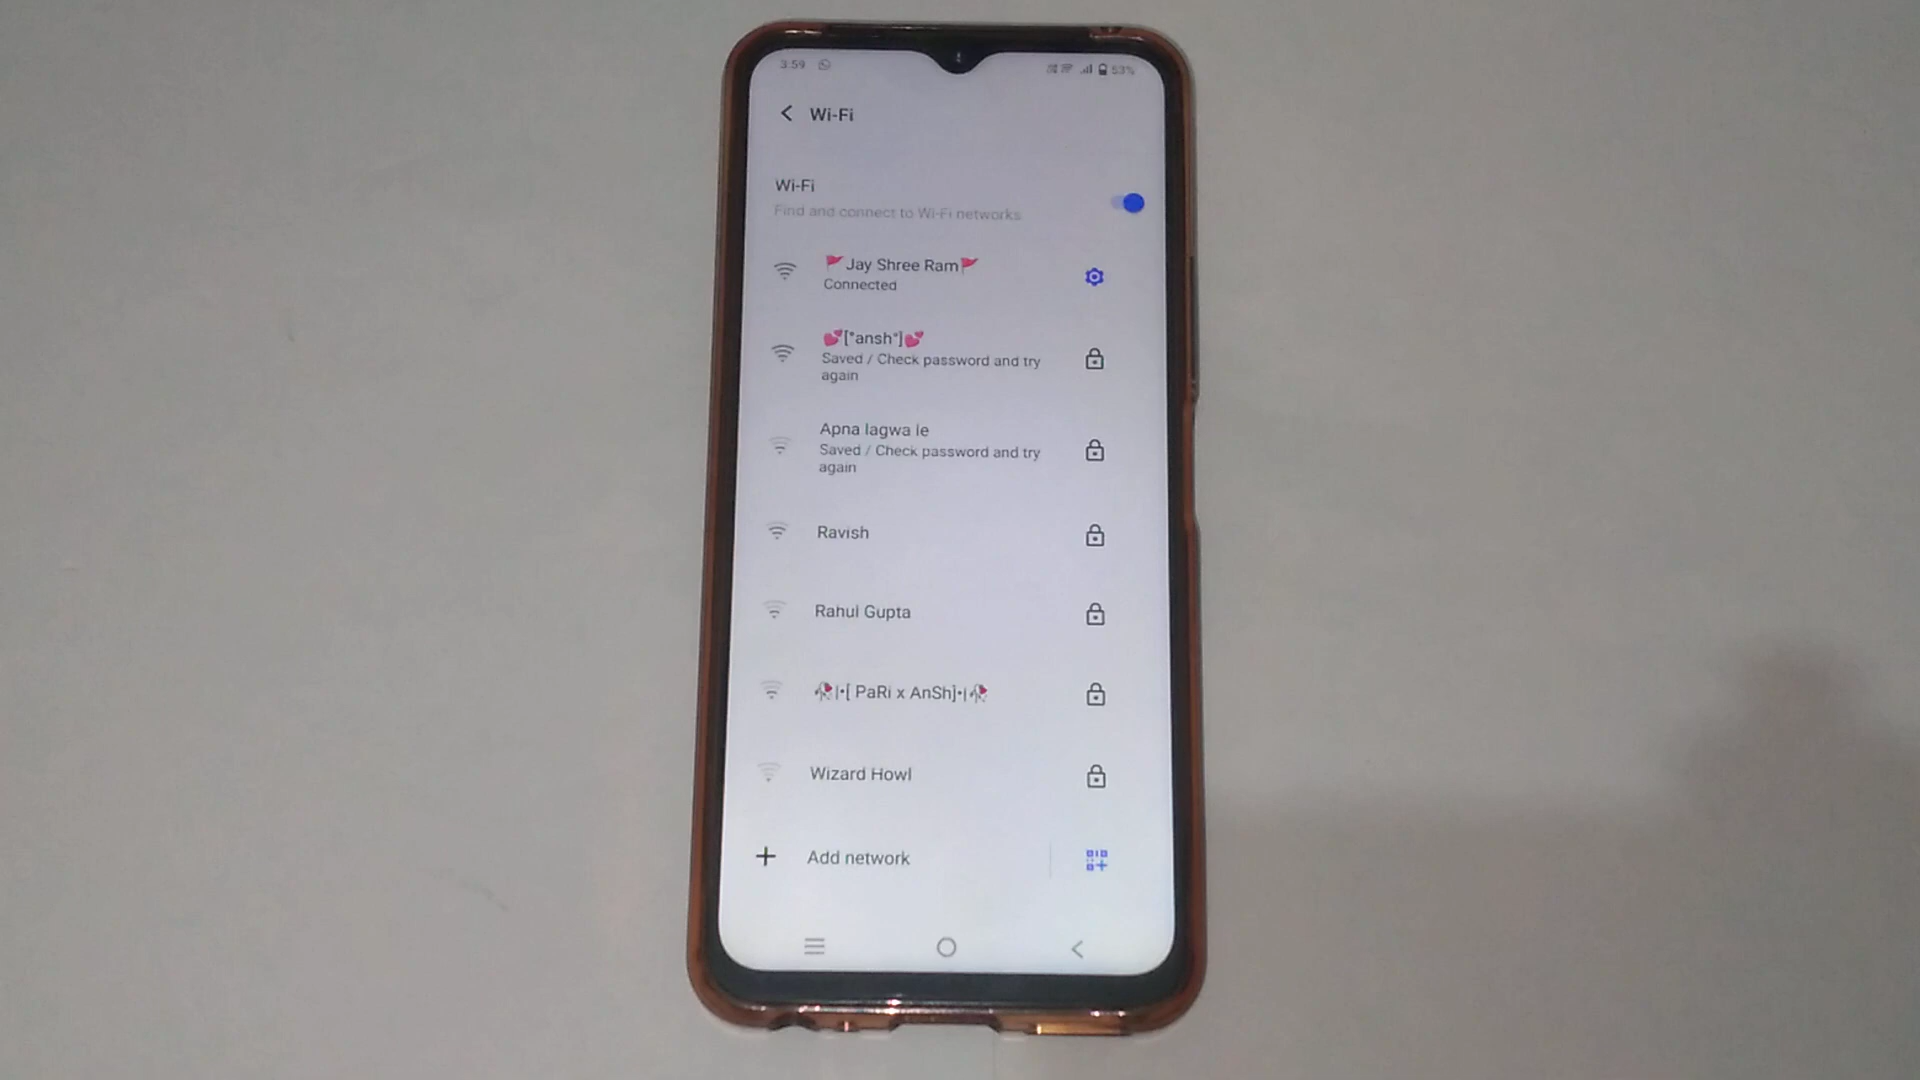 3:59
53%
Wi-Fi
Wi-Fi
Find and connect to Wi-Fi networks
🚩Jay Shree Ram🚩
Connected
💕[°ansh°]💕
Saved / Check password and try
again
Apna lagwa le
Saved / Check password and try
again
Ravish
Rahul Gupta
🥀|•[ PaRi x AnSh]•|🥀
Wizard Howl
Add network